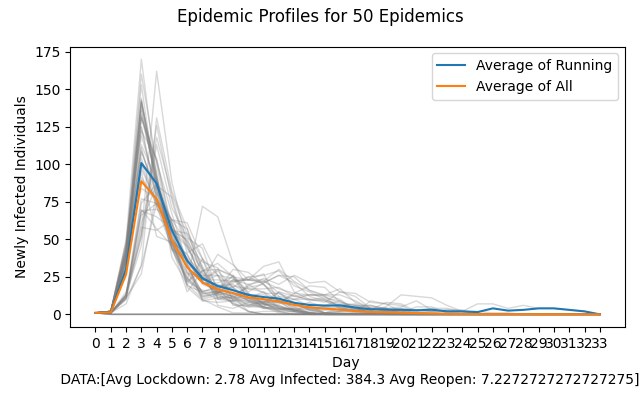 Epidemic Profiles for 50 Epidemics
Average of Running
Average of All
Newly Infected Individuals
175
150
125
100
75
50
25
0
0 1 2 3 4 5 6 7 8 9 10 11 12 13 14 15 16 17 18 19 20 21 22 23 24 25 26 27 28 29 30 31 32 33
Day
DATA:[Avg Lockdown: 2.78 Avg Infected: 384.3 Avg Reopen: 7.2272727272727275]